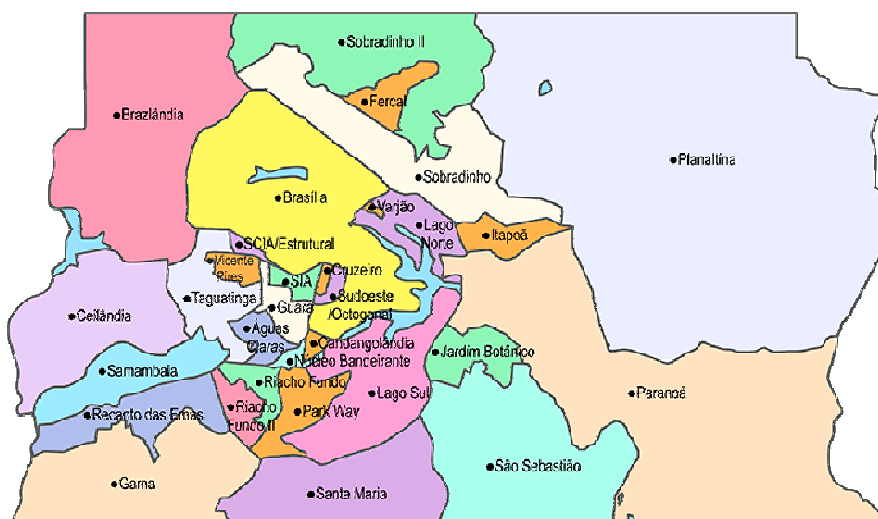 Sobradinho II
Fercal
Brazlândia
Planaltina
Sobradinho
Brasília
Varjão
Lago
Norte
Itapoã
SCIA/Estrutural
Vicente
Pires
Cruzeiro
SIA
Taguatinga
Sudoeste
/Octogonal
Guará
Ceilândia
Águas
Claras
Candangolândia
Núcleo Bandeirante
Jardim Botânico
Samambaia
Riacho Fundo
Lago Sul
Paranoá
Recanto das Emas
Riacho
Fundo II
Park Way
São Sebastião
Gama
Santa Maria